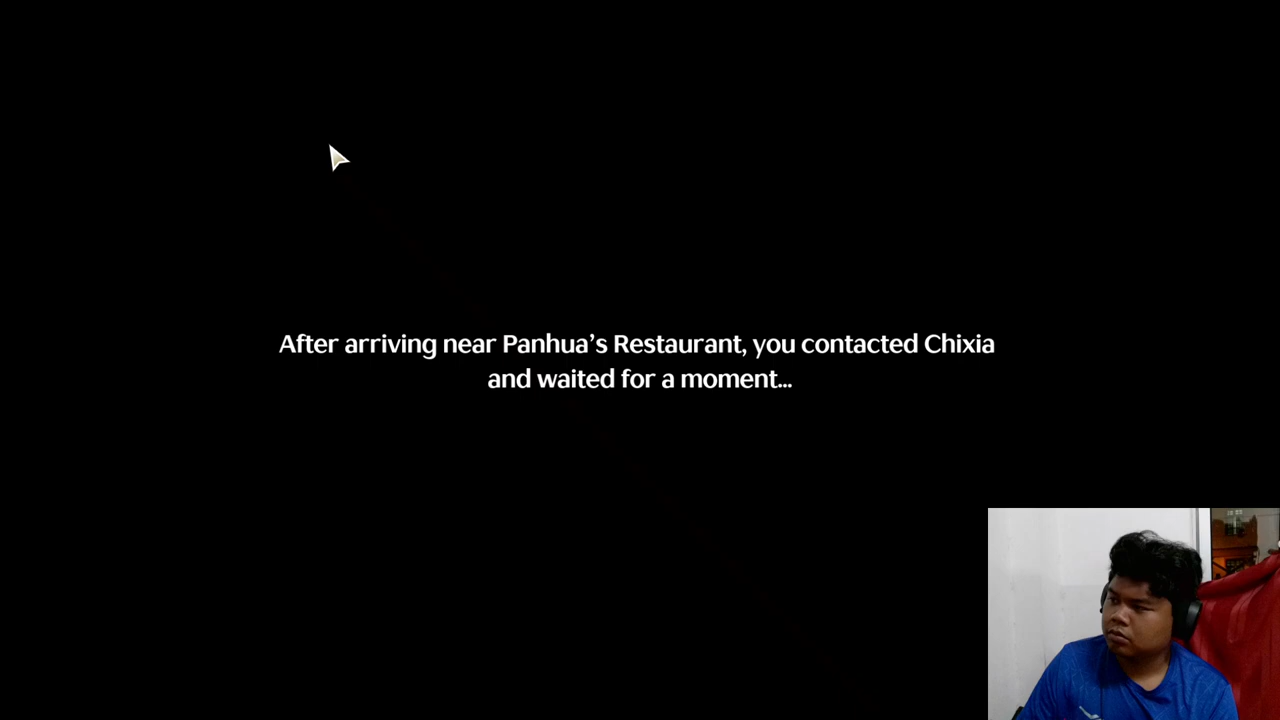 After arriving near Panhua’s Restaurant, you contacted Chixia
and waited for a moment...